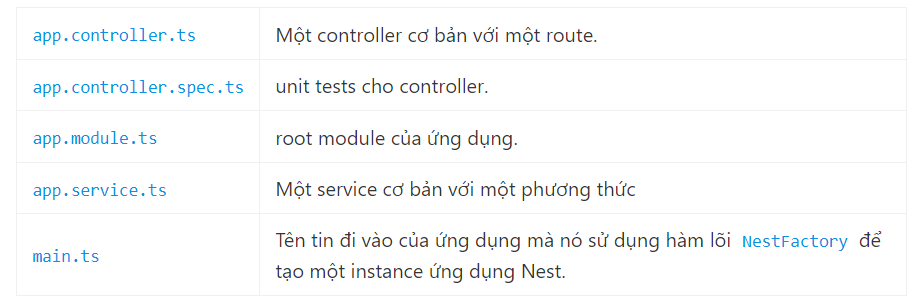 app.controller.ts Một controller cơ bản với một route.
app.controller.spec.ts unit tests cho controller.
app.module.ts root module của ứng dụng.
app.service.ts Một service cơ bản với một phương thức
main.ts Tên tin đi vào của ứng dụng mà nó sử dụng hàm lõi NestFactory để
tạo một instance ứng dụng Nest.